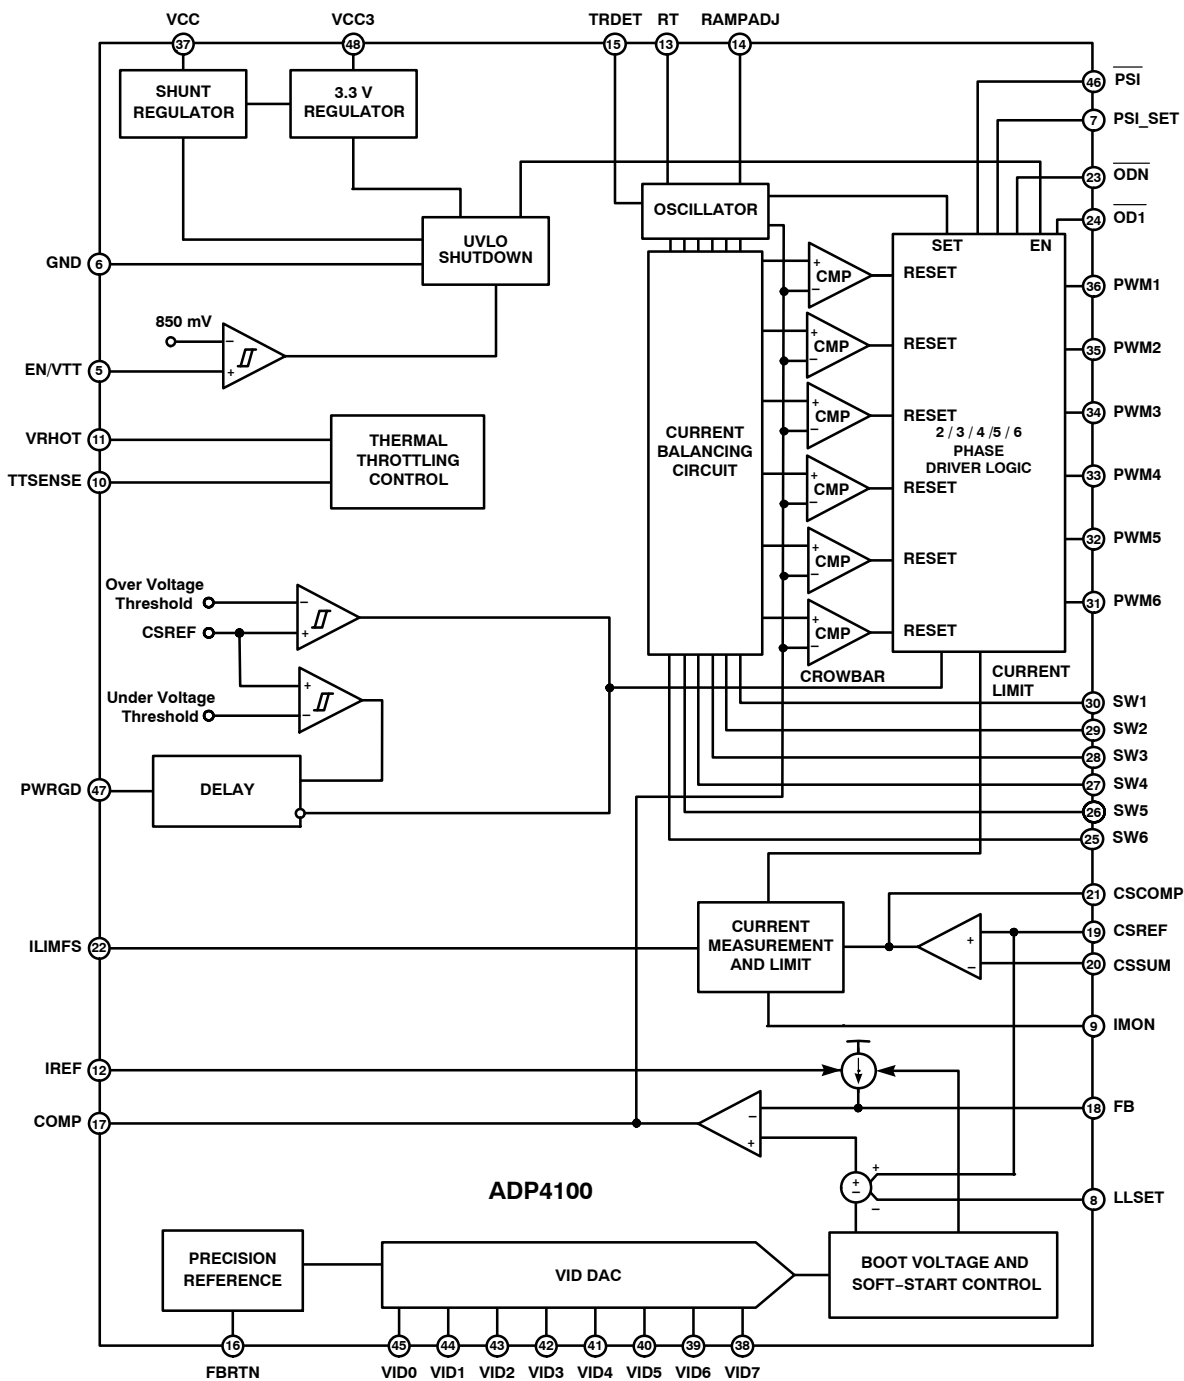 VCC VCC3 TRDET RT RAMPADJ
37 48 15 13 14
SHUNT
REGULATOR
3.3 V
REGULATOR
46 PSI
7 PSI_SET
23 ODN
24 OD1
OSCILLATOR
UVLO
SHUTDOWN
SET EN
GND 6
850 mV
−
+
EN/VTT 5
VRHOT 11
TTSENSE 10
THERMAL
THROTTLING
CONTROL
CURRENT
BALANCING
CIRCUIT
+
CMP
−
RESET
+
CMP
−
RESET
+
CMP
−
RESET
2 / 3 / 4 /5 / 6
PHASE
DRIVER LOGIC
+
CMP
−
RESET
+
CMP
−
RESET
+
CMP
−
RESET
36 PWM1
35 PWM2
34 PWM3
33 PWM4
32 PWM5
31 PWM6
Over Voltage
Threshold
−
CSREF
+
+
Under Voltage
Threshold
−
CROWBAR
CURRENT
LIMIT
30 SW1
29 SW2
28 SW3
27 SW4
26 SW5
25 SW6
PWRGD 47
DELAY
21 CSCOMP
19 CSREF
20 CSSUM
+
−
ILIMFS 22
CURRENT
MEASUREMENT
AND LIMIT
9 IMON
IREF 12
COMP 17
18 FB
−
+
+
+
−
−
8 LLSET
ADP4100
PRECISION
REFERENCE
VID DAC
BOOT VOLTAGE AND
SOFT−START CONTROL
16 45 44 43 42 41 40 39 38
FBRTN VID0 VID1 VID2 VID3 VID4 VID5 VID6 VID7